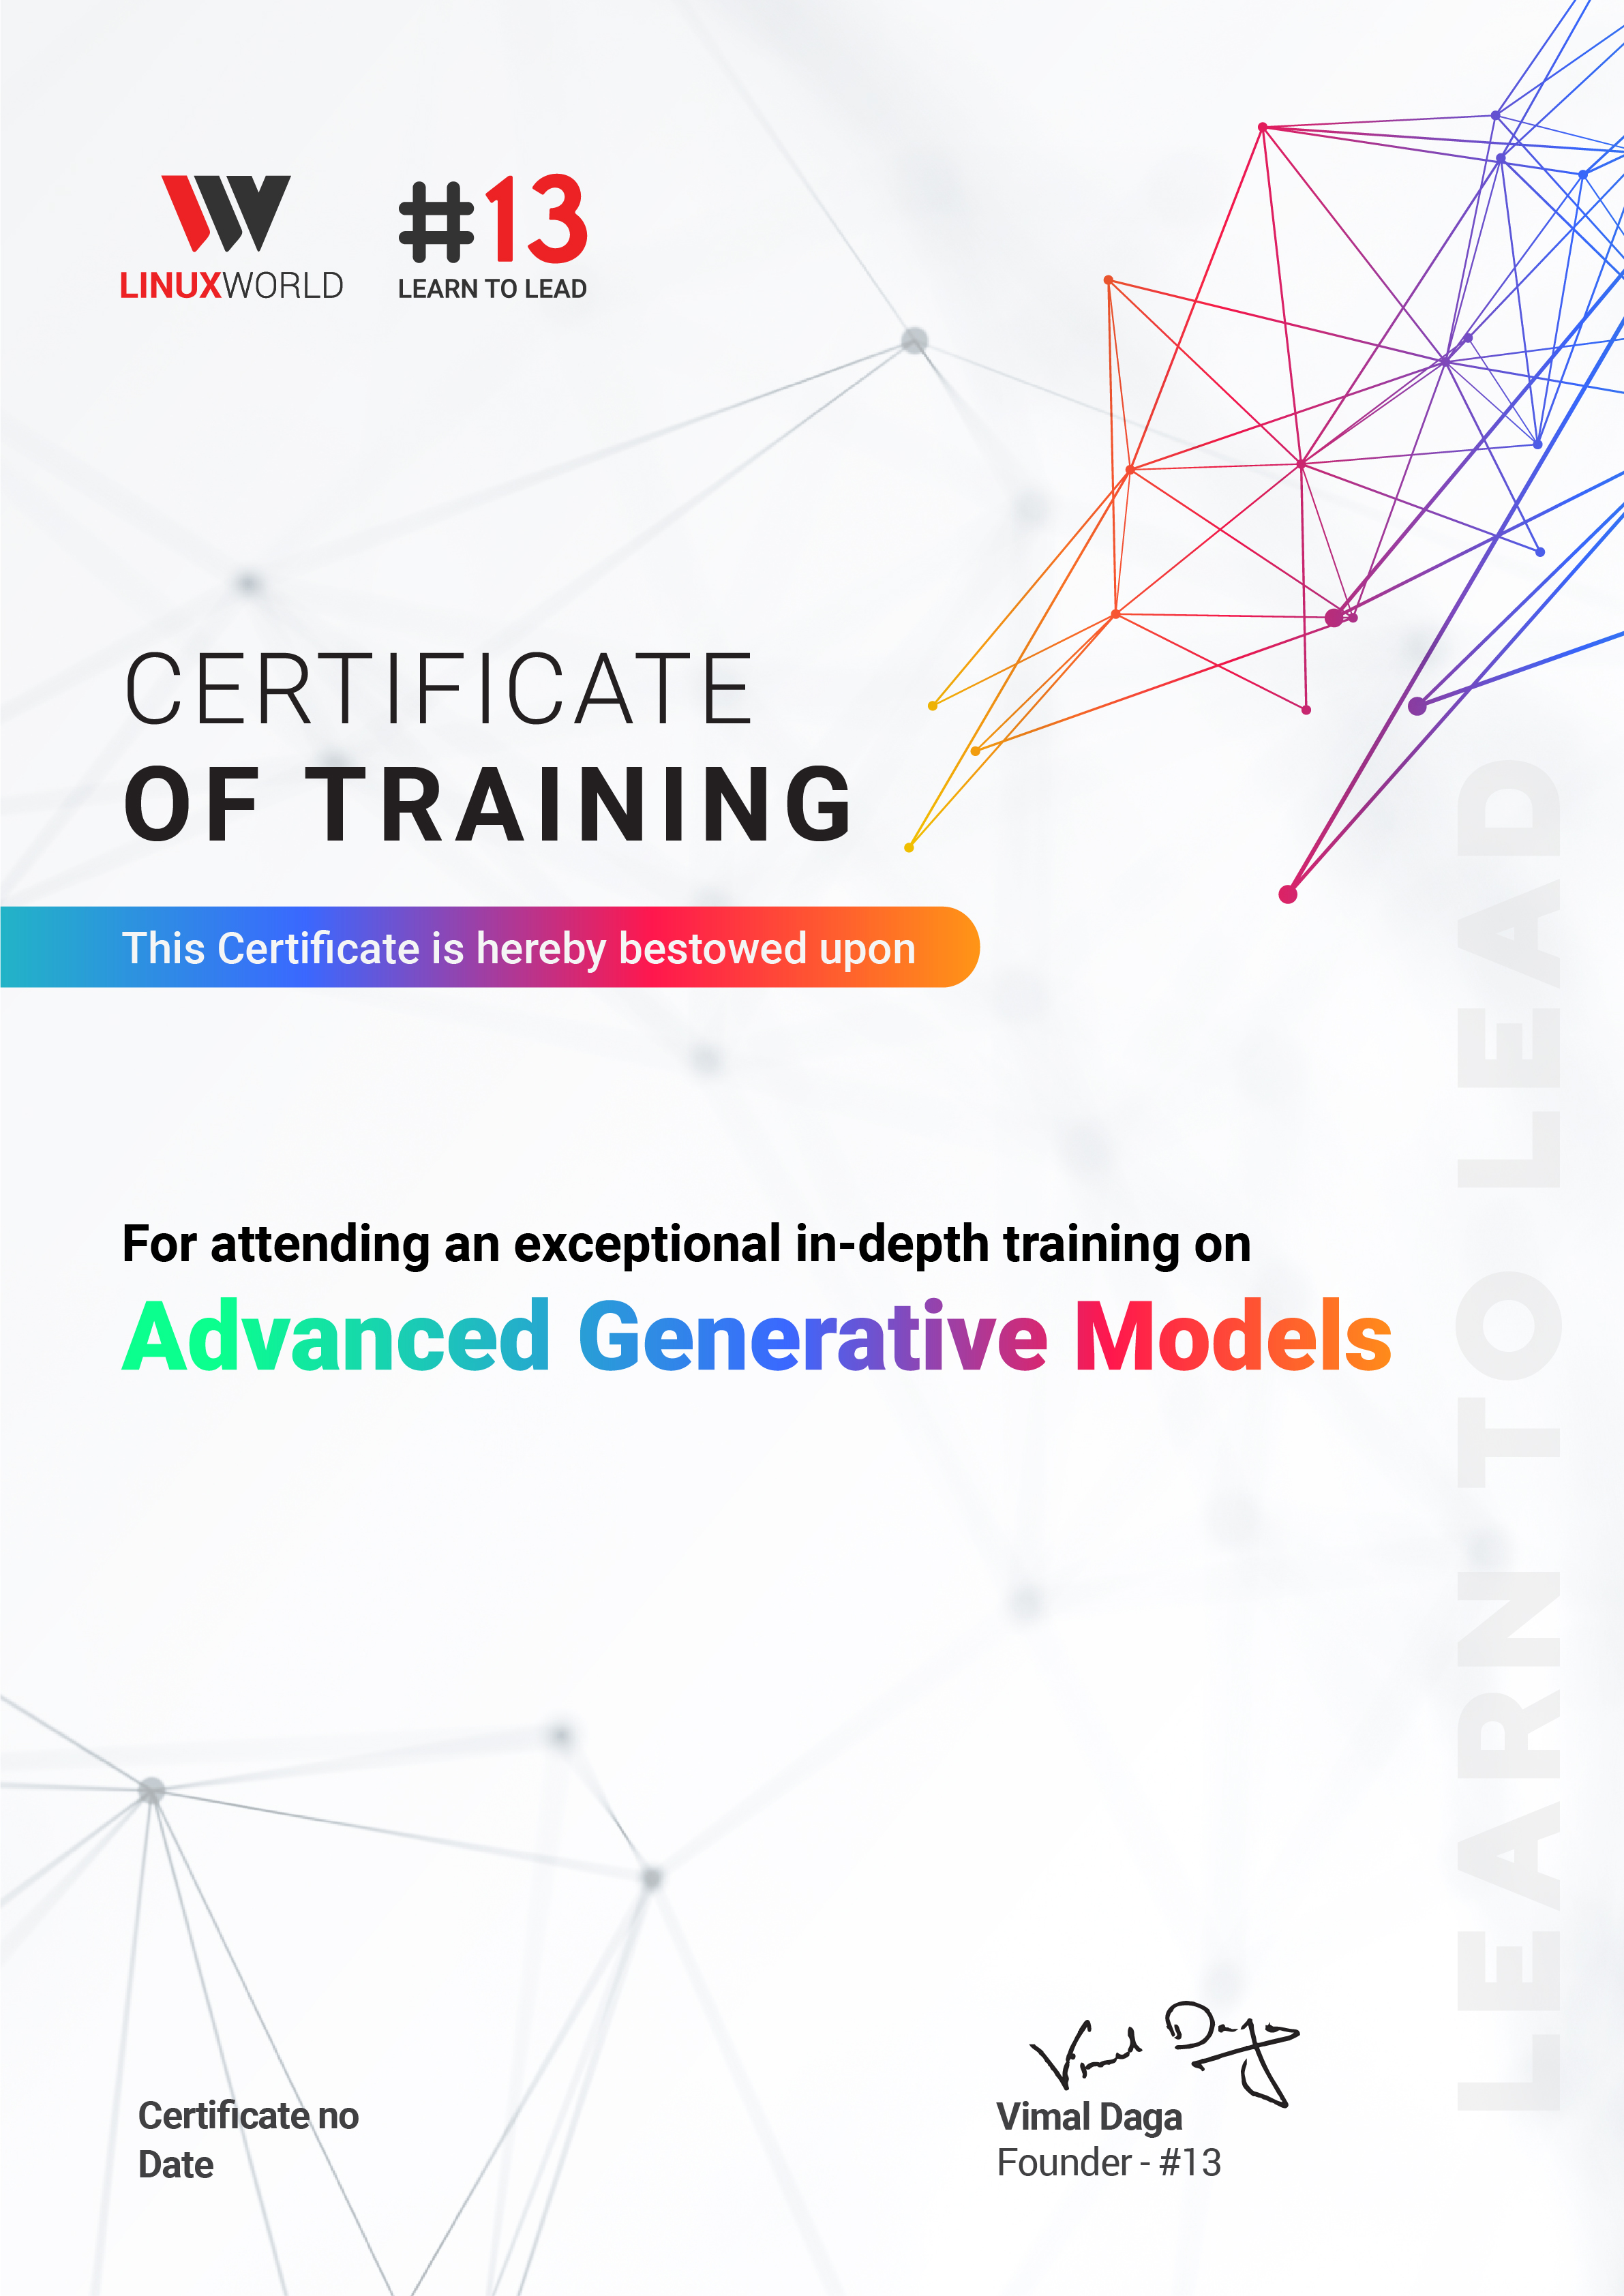 LINUXWORLD
#13
LEARN TO LEAD
CERTIFICATE
OF TRAINING
This Certificate is hereby bestowed upon
For attending an exceptional in-depth training on
Advanced Generative Models
LEARN TO LEAD
Vimal Daga
Certificate no
Date
Vimal Daga
Founder - #13